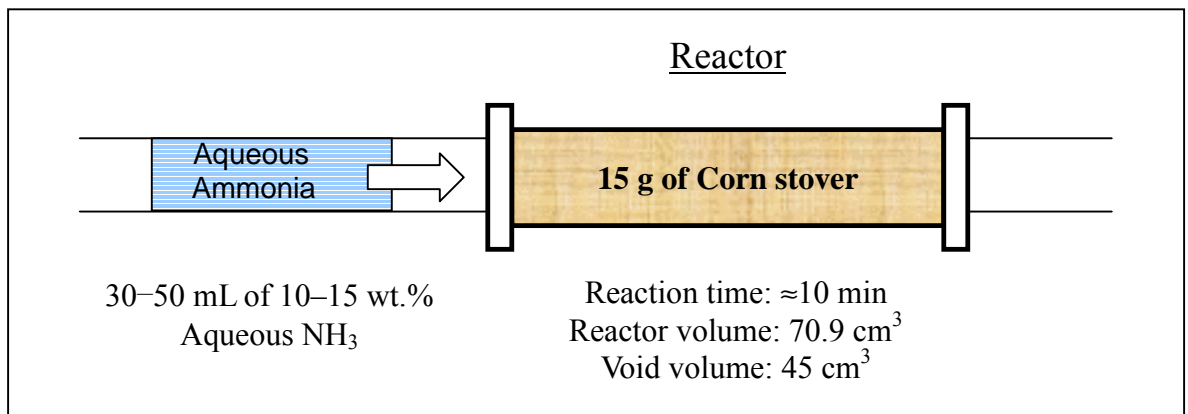 Reactor
Aqueous
Ammonia
15 g of Corn stover
30−50 mL of 10–15 wt.%
Aqueous NH₃
Reaction time: ≈10 min
Reactor volume: 70.9 cm³
Void volume: 45 cm³